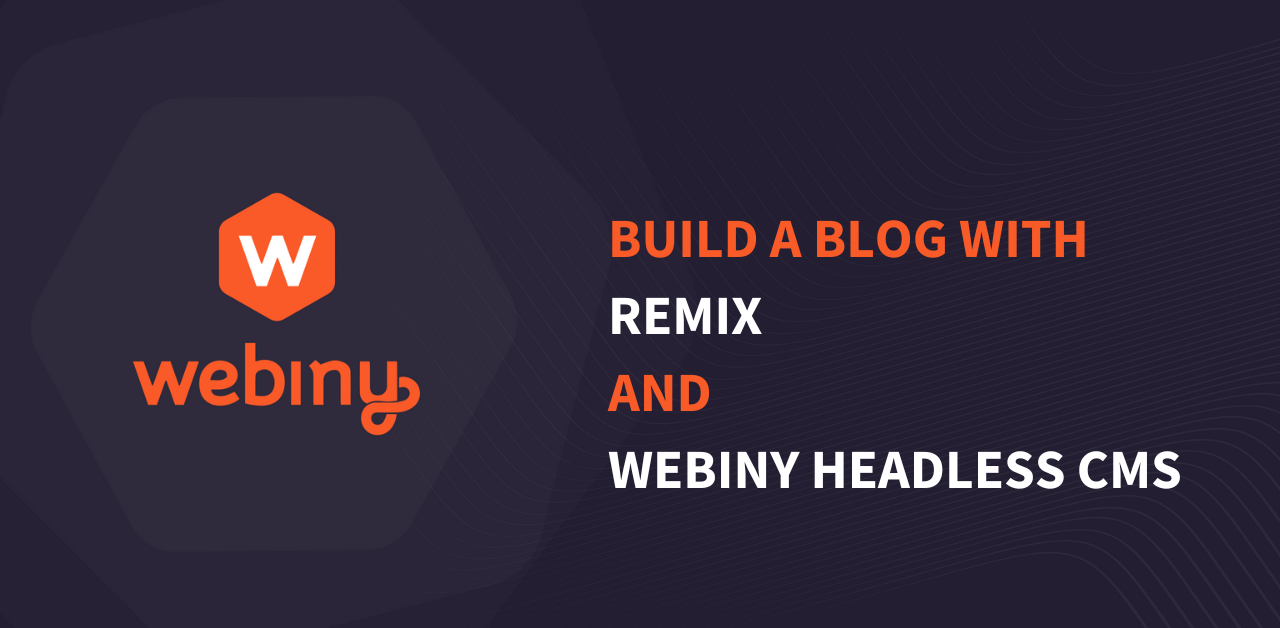 W
webiny
BUILD A BLOG WITH
REMIX
AND
WEBINY HEADLESS CMS